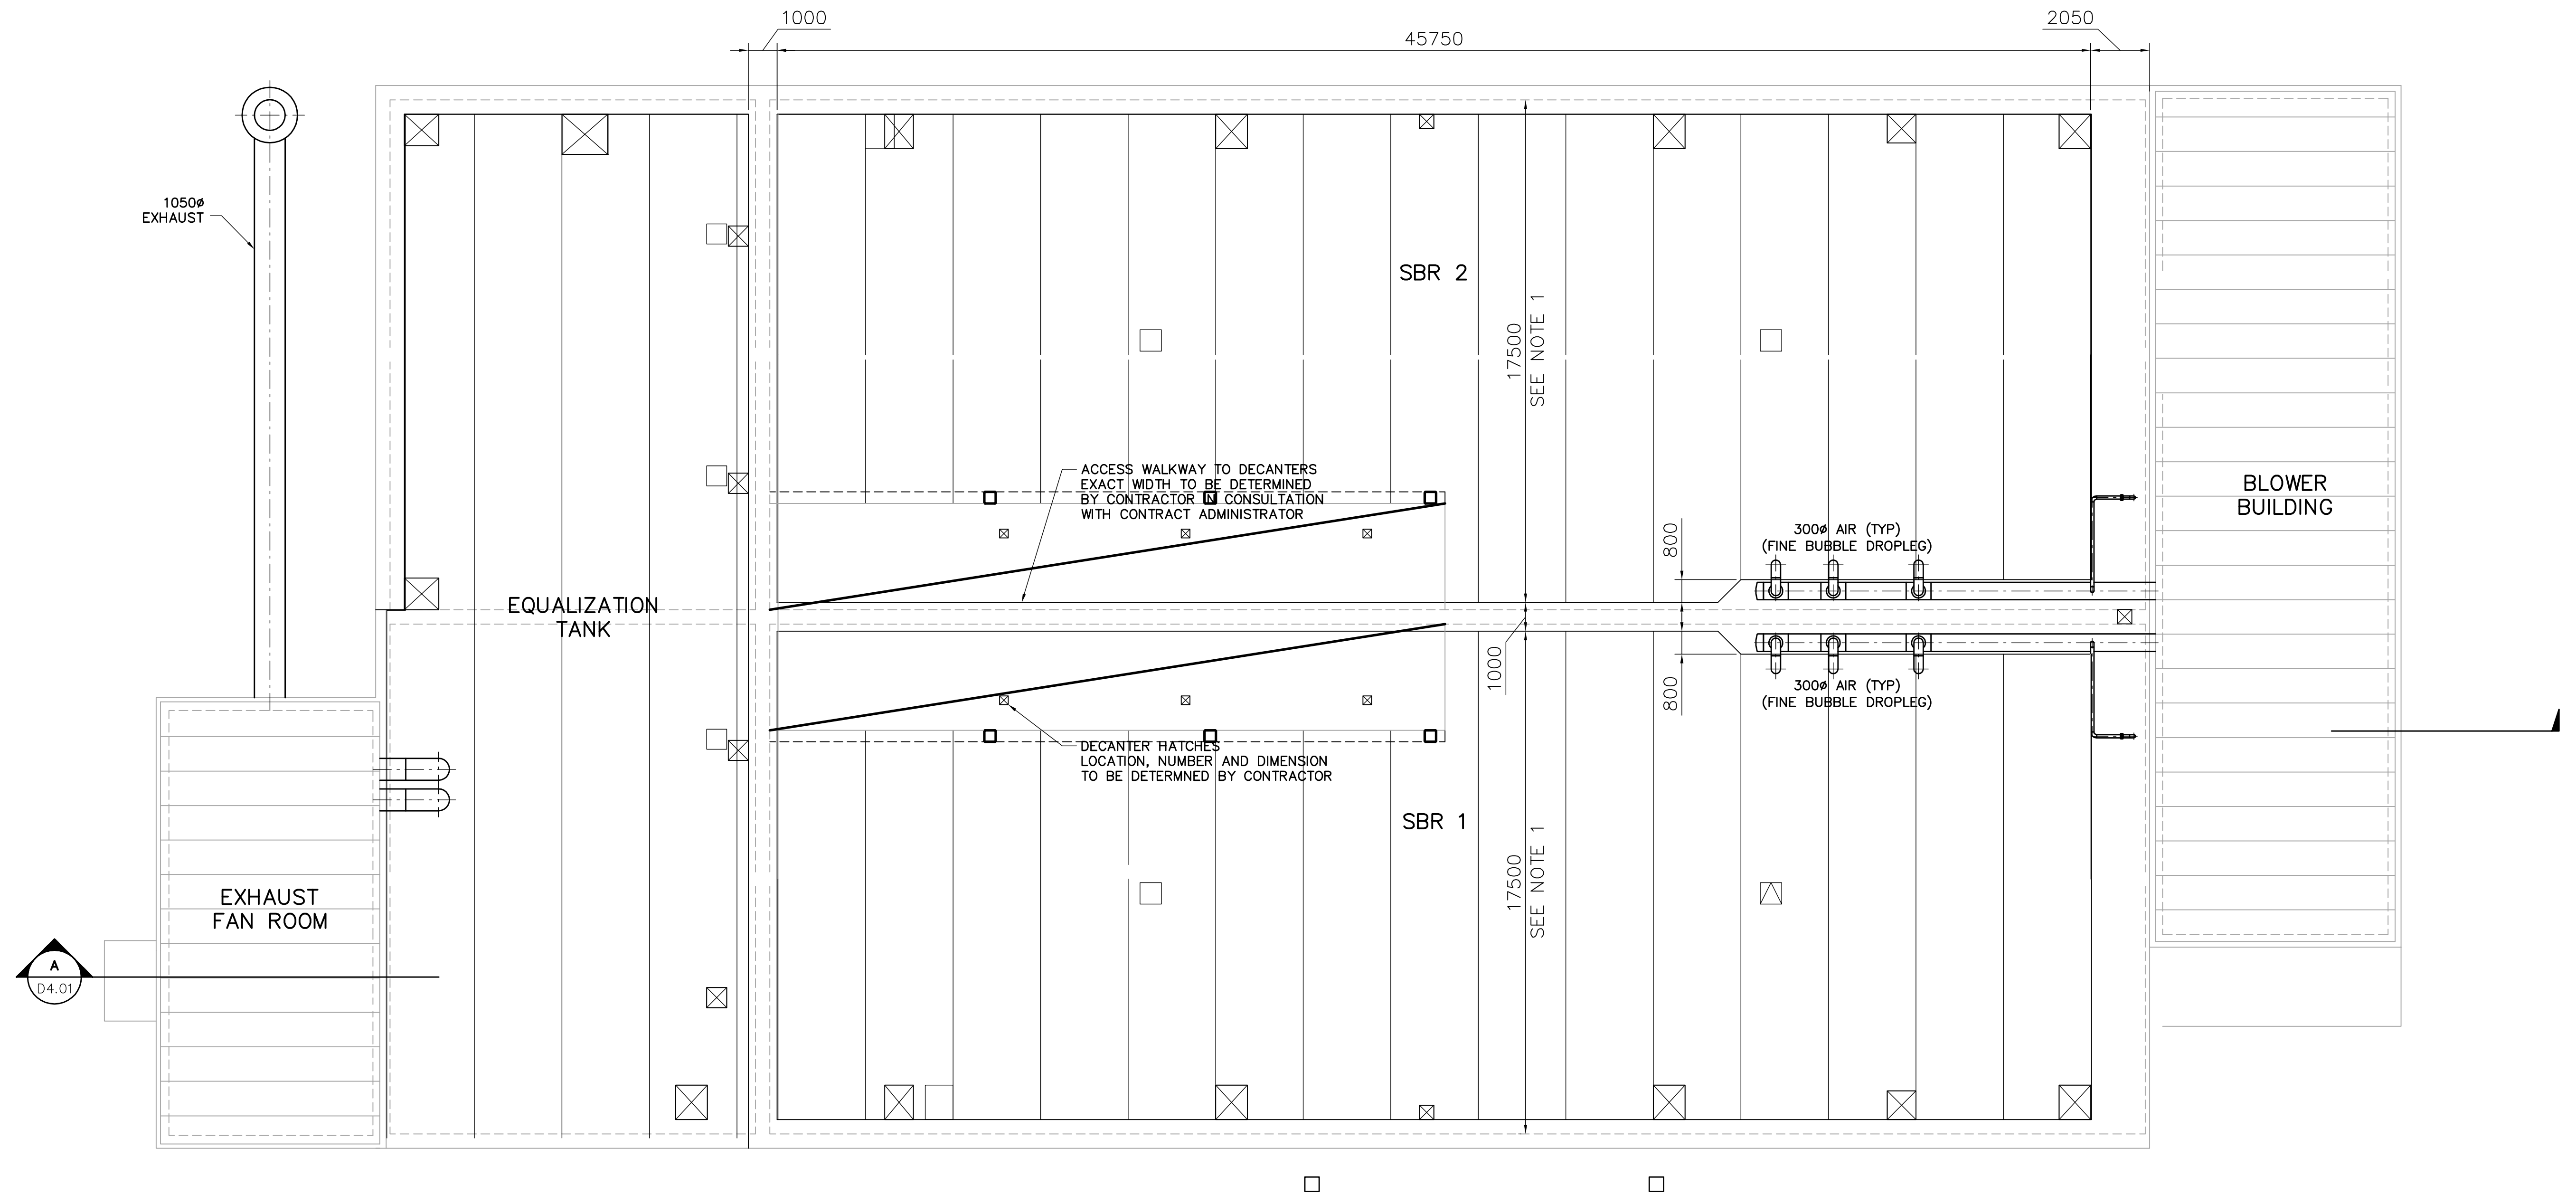 1000
45750
2050
1050ø
EXHAUST
SBR 2
17500
SEE NOTE 1
ACCESS WALKWAY TO DECANTERS
EXACT WIDTH TO BE DETERMINED
BY CONTRACTOR IN CONSULTATION
WITH CONTRACT ADMINISTRATOR
BLOWER
BUILDING
800
300ø AIR (TYP)
(FINE BUBBLE DROPLEG)
EQUALIZATION
TANK
1000
800
300ø AIR (TYP)
(FINE BUBBLE DROPLEG)
DECANTER HATCHES
LOCATION, NUMBER AND DIMENSION
TO BE DETERMNED BY CONTRACTOR
SBR 1
17500
SEE NOTE 1
EXHAUST
FAN ROOM
A
D4.01